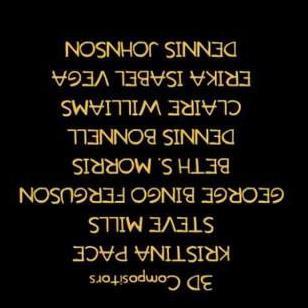 3D Compositors
KRISTINA PACE
STEVE MILLS
GEORGE BINGO FERGUSON
BETH S. MORRIS
DENNIS BONNELL
CLAIRE WILLIAMS
ERIKA ISABEL VEGA
DENNIS JOHNSON